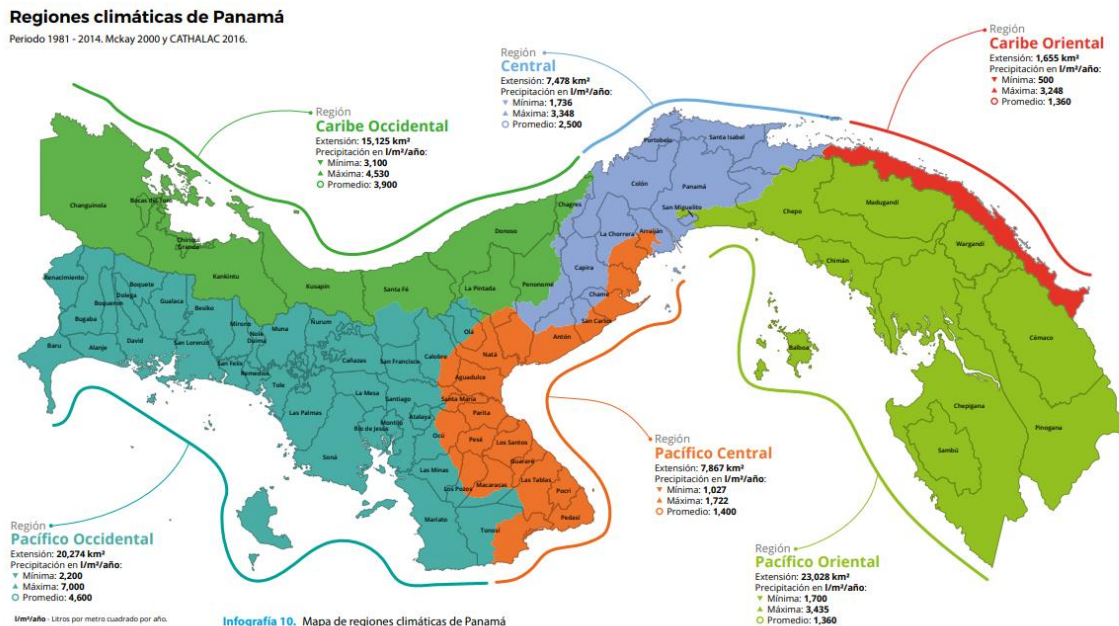 Regiones climáticas de Panamá
Periodo 1981 - 2014. Mckay 2000 y CATHALAC 2016.
Región
Caribe Occidental
Extensión: 15,125 km²
Precipitación en l/m²/año:
Mínima: 3,100
Máxima: 4,530
Promedio: 3,900
Región
Central
Extensión: 7,478 km²
Precipitación en l/m²/año:
Mínima: 1,736
Máxima: 3,348
Promedio: 2,500
Región
Caribe Oriental
Extensión: 1,655 km²
Precipitación en l/m²/año:
Mínima: 500
Máxima: 3,248
Promedio: 1,360
Changuinola
Bocas del Toro
Chiriquí
Grande
Kankintu
Kusapin
Santa Fé
La Pintada
Donoso
Chagres
Penonomé
Portobelo
Santa Isabel
Colón
Panamá
San Miguelito
La Chorrera
Arraiján
Capira
Chame
San Carlos
Antón
Chepo
Madugandí
Wargandí
Chimán
Balboa
Cémaco
Chepigana
Pinogana
Sambú
Renacimiento
Boquete
Dolega
Boquerón
Gualaca
Bugaba
Besiko
Baru
Alanje
David
San Lorenzo
Mirono
Nole
Duima
Muna
Ñurum
San Felix
Remedios
Tole
Cañazas
San Francisco
Calobre
Olá
Natá
Aguadulce
Las Palmas
La Mesa
Santiago
Atalaya
Montijo
Río de Jesús
Soná
Santa María
Parita
Ocú
Pesé
Los Santos
Guararé
Las Minas
Los Pozos
Macaracas
Las Tablas
Pocrí
Pedasí
Mariato
Tonosí
Región
Pacífico Occidental
Extensión: 20,274 km²
Precipitación en l/m²/año:
Mínima: 2,200
Máxima: 7,000
Promedio: 4,600
Región
Pacífico Central
Extensión: 7,867 km²
Precipitación en l/m²/año:
Mínima: 1,027
Máxima: 1,722
Promedio: 1,400
Región
Pacífico Oriental
Extensión: 23,028 km²
Precipitación en l/m²/año:
Mínima: 1,700
Máxima: 3,435
Promedio: 1,360
l/m²/año - Litros por metro cuadrado por año.
Infografía 10. Mapa de regiones climáticas de Panamá